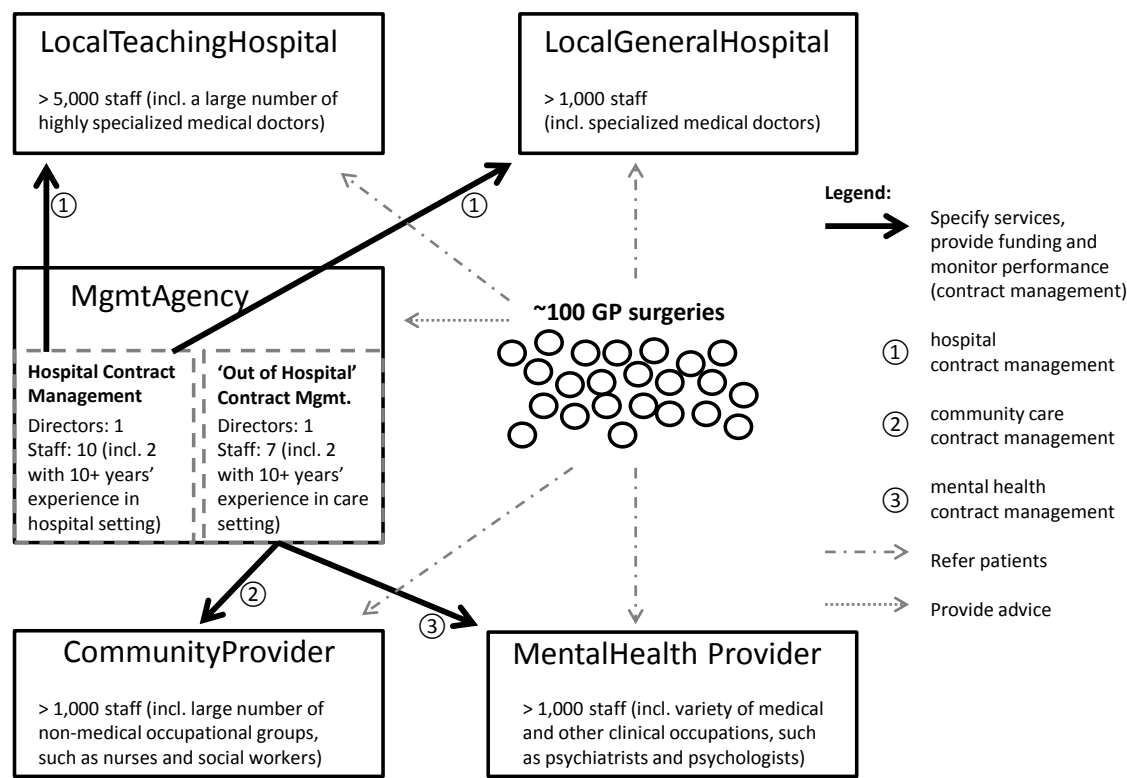 LocalTeachingHospital
> 5,000 staff (incl. a large number of
highly specialized medical doctors)
LocalGeneralHospital
> 1,000 staff
(incl. specialized medical doctors)
①
①
Legend:
Specify services,
provide funding and
monitor performance
(contract management)
①
hospital
contract management
②
community care
contract management
③
mental health
contract management
Refer patients
Provide advice
MgmtAgency
Hospital Contract
Management
Directors: 1
Staff: 10 (incl. 2
with 10+ years’
experience in
hospital setting)
‘Out of Hospital’
Contract Mgmt.
Directors: 1
Staff: 7 (incl. 2
with 10+ years’
experience in care
setting)
~100 GP surgeries
②
③
CommunityProvider
> 1,000 staff (incl. large number of
non-medical occupational groups,
such as nurses and social workers)
MentalHealth Provider
> 1,000 staff (incl. variety of medical
and other clinical occupations, such
as psychiatrists and psychologists)